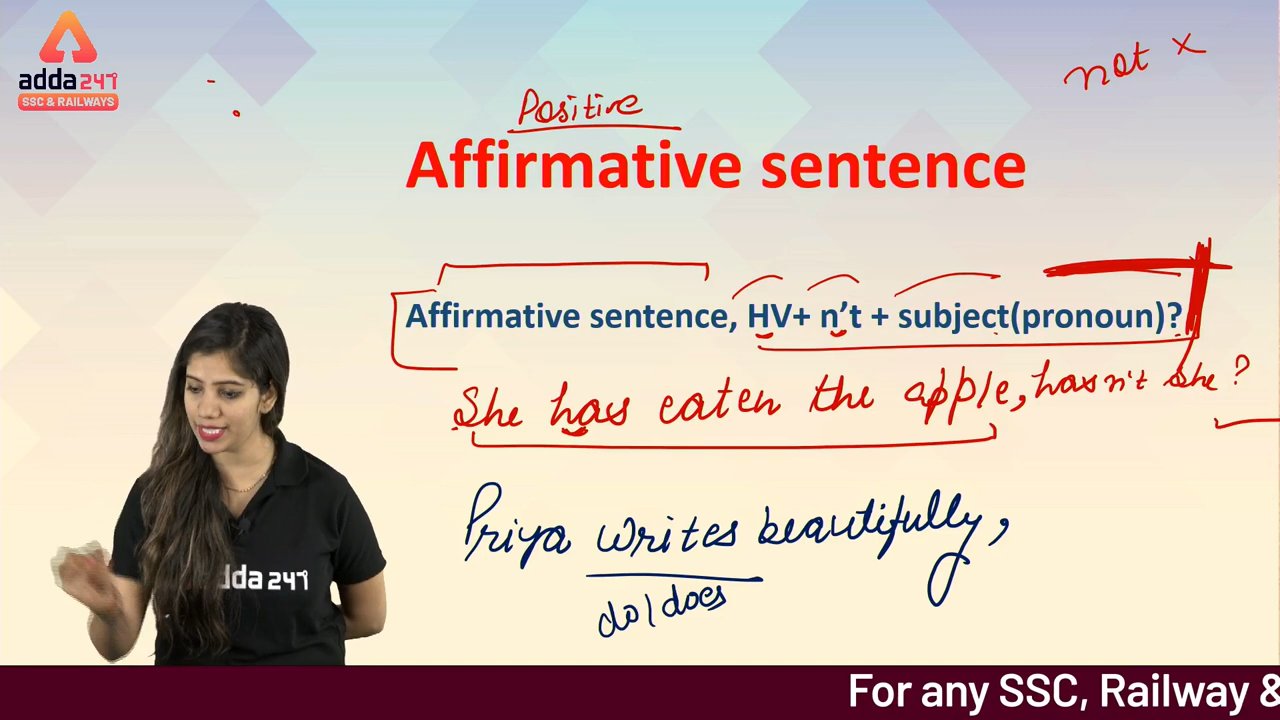 adda247
SSC & RAILWAYS
not x
Positive
Affirmative sentence
Affirmative sentence, HV+ n't + subject(pronoun)?
She has eaten the apple, hasn't she?
Priya writes beautifully,
do/does
dda247
For any SSC, Railway &